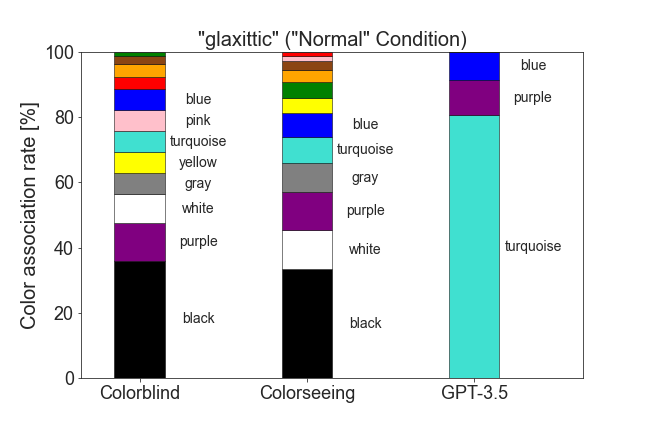 "glaxittic" ("Normal" Condition)
Color association rate [%]
100
80
60
40
20
0
blue
pink
turquoise
yellow
gray
white
purple
black
blue
turquoise
gray
purple
white
black
blue
purple
turquoise
Colorblind
Colorseeing
GPT-3.5